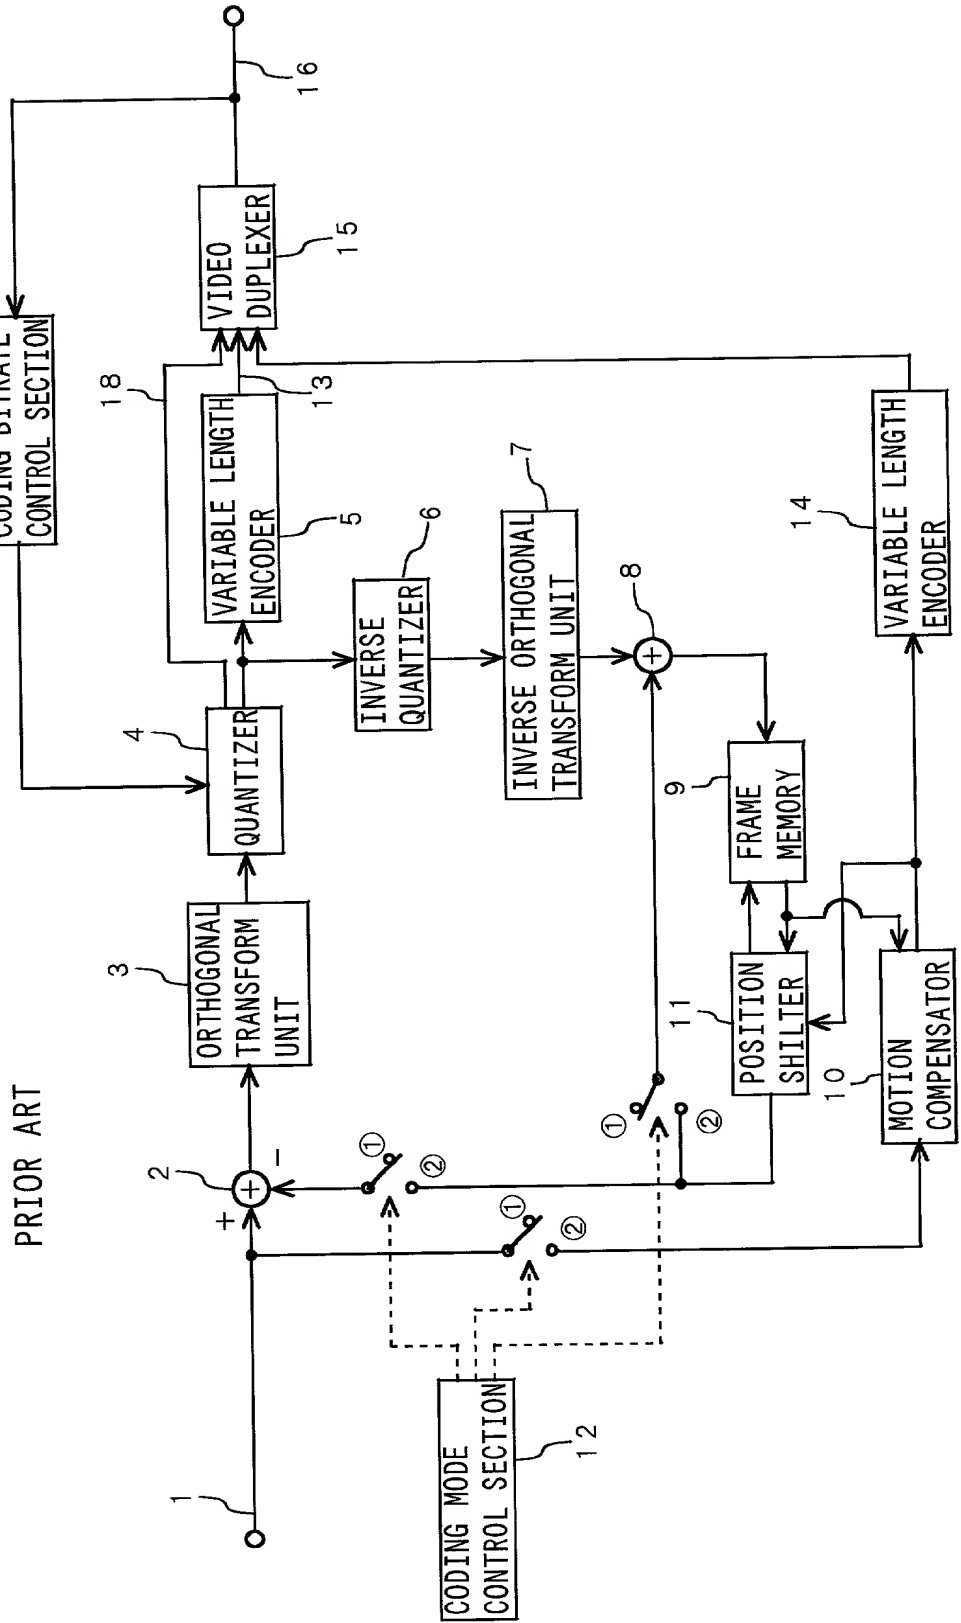 PRIOR ART
1
2
+
−
3
ORTHOGONAL
TRANSFORM
UNIT
4
QUANTIZER
18
VARIABLE LENGTH
ENCODER
5
13
VIDEO
DUPLEXER
15
16
CONTROL SECTION
INVERSE
QUANTIZER
6
INVERSE ORTHOGONAL
TRANSFORM UNIT
7
+
8
9
FRAME
MEMORY
11
POSITION
SHILTER
10
MOTION
COMPENSATOR
14
VARIABLE LENGTH
ENCODER
①
②
①
②
①
②
CODING MODE
CONTROL SECTION
12
+